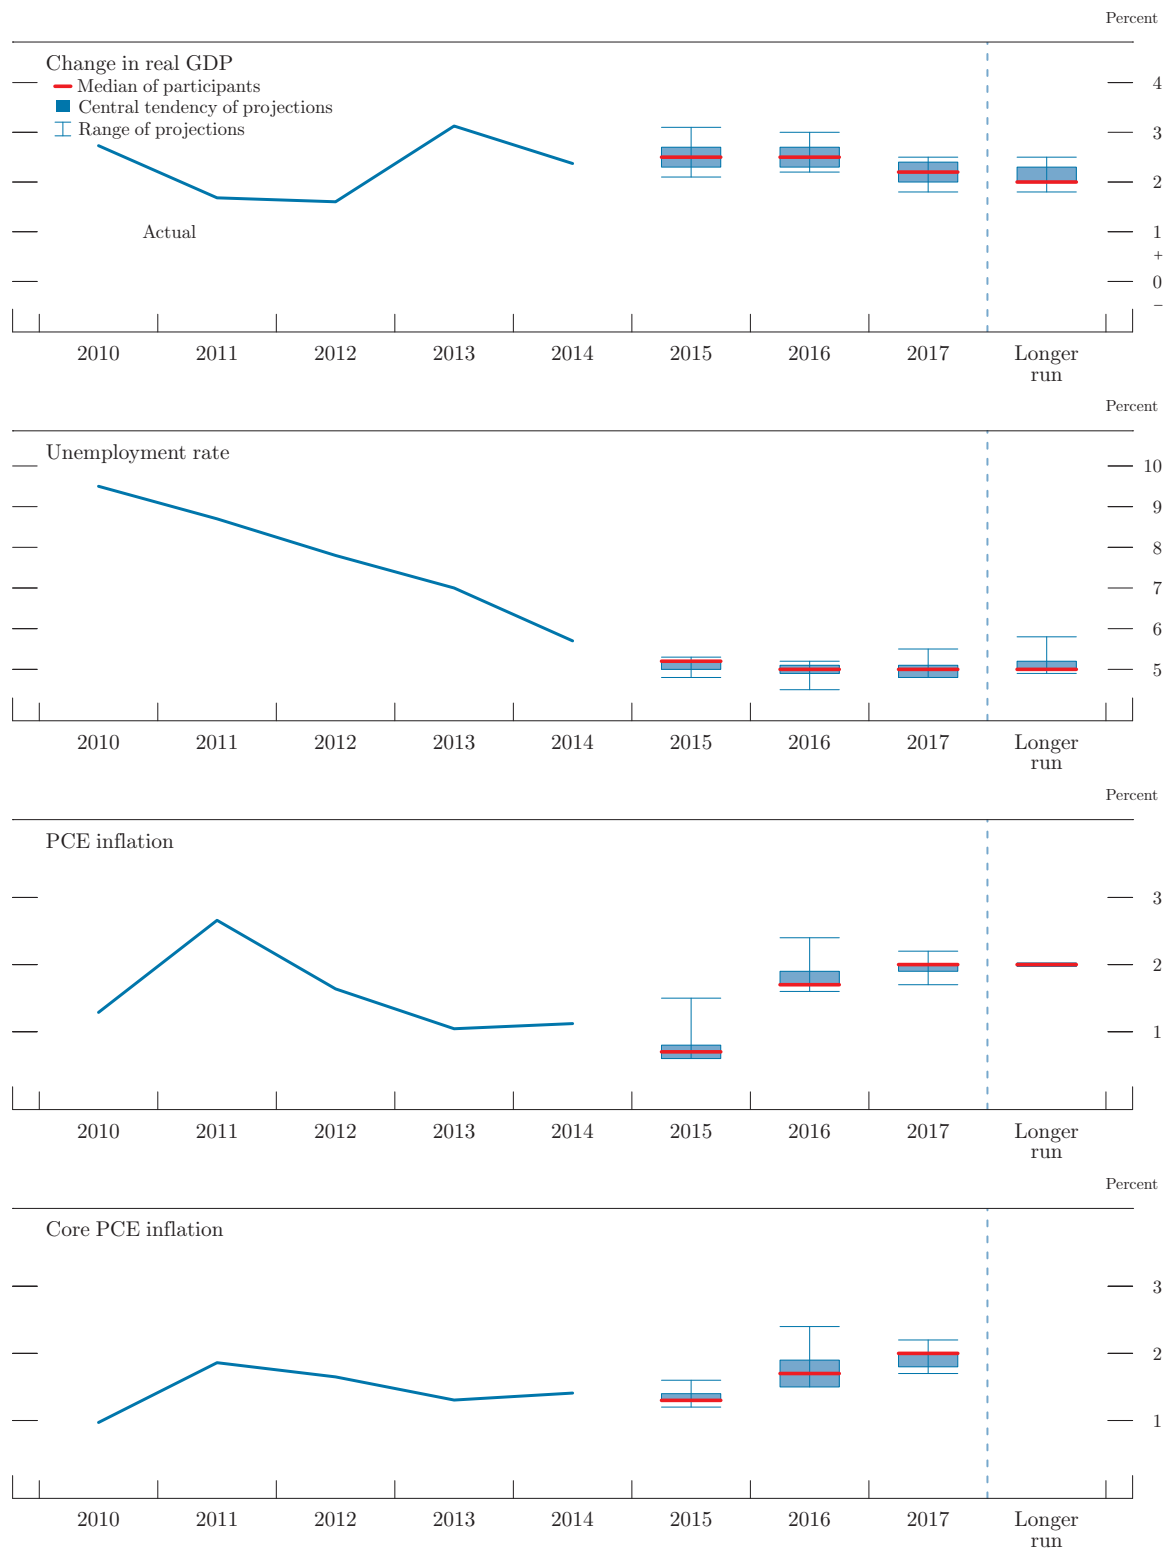 Percent
Change in real GDP
Median of participants
Central tendency of projections
Range of projections
Actual
4
3
2
1
+
0
−
2010 2011 2012 2013 2014 2015 2016 2017 Longer
run
Percent
Unemployment rate
10
9
8
7
6
5
2010 2011 2012 2013 2014 2015 2016 2017 Longer
run
Percent
PCE inflation
3
2
1
2010 2011 2012 2013 2014 2015 2016 2017 Longer
run
Percent
Core PCE inflation
3
2
1
2010 2011 2012 2013 2014 2015 2016 2017 Longer
run